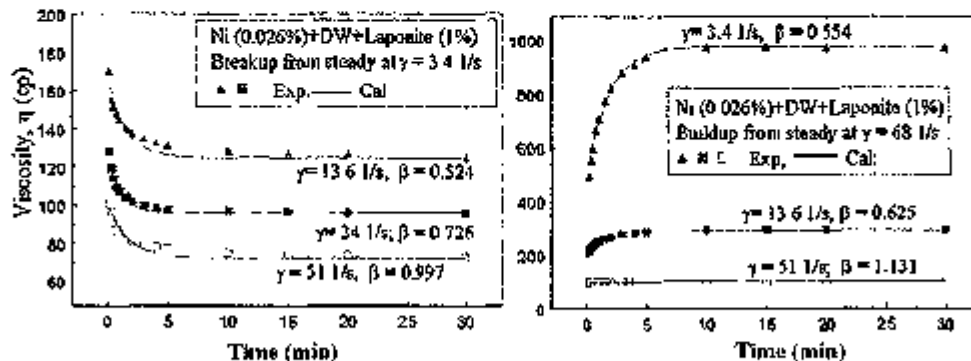 Viscosity, η (cp)
200
180
160
140
120
100
80
60
Ni (0.026%)+DW+Laponite (1%)
Breakup from steady at γ = 3.4 1/s
Exp. Cal
γ= 13.6 1/s, β = 0.524
γ= 34 1/s, β = 0.726
γ = 51 1/s, β = 0.997
0 5 10 15 20 25 30
Time (min)
1000
800
600
400
200
0
γ= 3.4 1/s, β = 0.554
Ni (0.026%)+DW+Laponite (1%)
Buildup from steady at γ = 68 1/s
Exp. Cal:
γ= 13.6 1/s, β = 0.625
γ = 51 1/s; β = 1.131
0 5 10 15 20 25 30
Time (min)